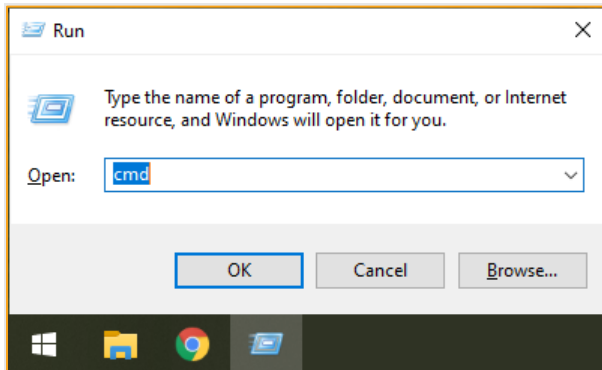 Run
Type the name of a program, folder, document, or Internet
resource, and Windows will open it for you.
Open:
cmd
OK
Cancel
Browse...